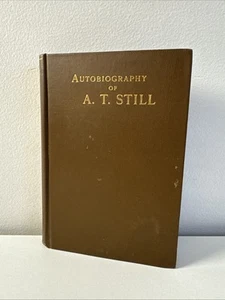 AUTOBIOGRAPHY
OF
A. T. STILL